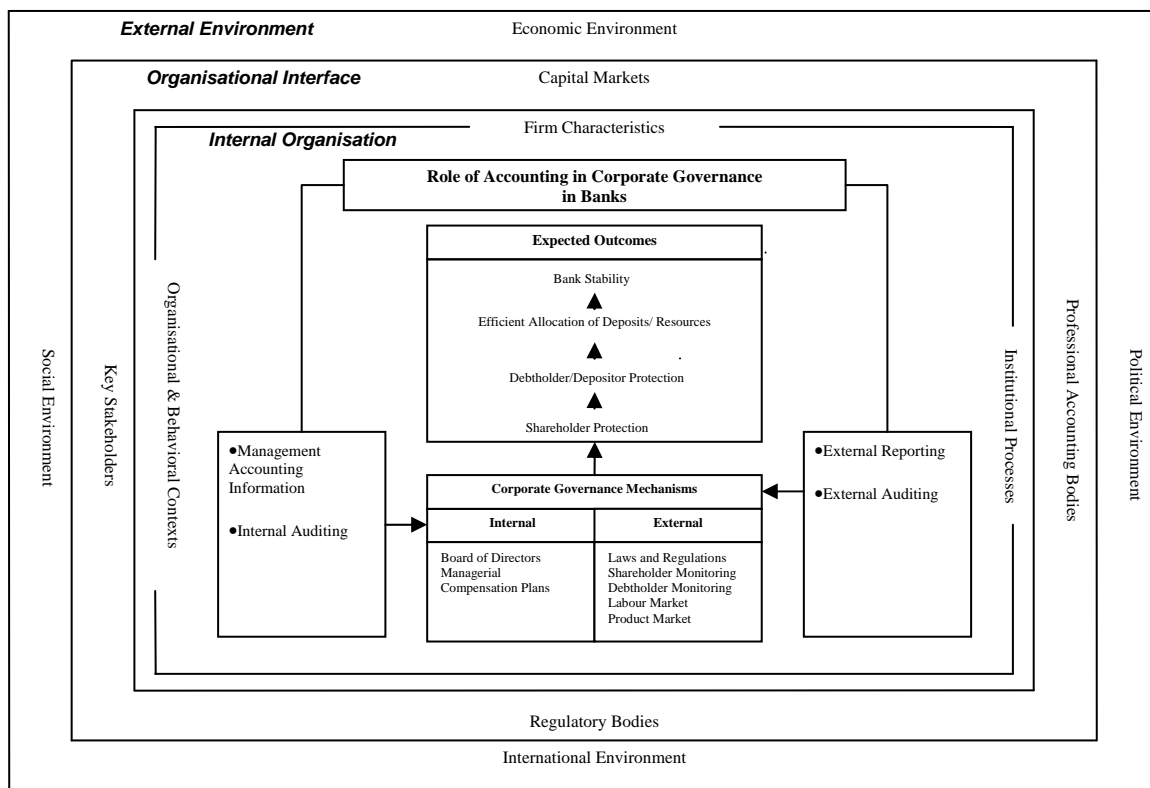 External Environment
Economic Environment
Organisational Interface
Capital Markets
Firm Characteristics
Internal Organisation
Role of Accounting in Corporate Governance
in Banks
Expected Outcomes
Bank Stability
Efficient Allocation of Deposits/ Resources
Debtholder/Depositor Protection
Shareholder Protection
Social Environment
Key Stakeholders
Organisational & Behavioral Contexts
•Management
Accounting
Information
•Internal Auditing
Corporate Governance Mechanisms
Internal
Board of Directors
Managerial
Compensation Plans
External
Laws and Regulations
Shareholder Monitoring
Debtholder Monitoring
Labour Market
Product Market
•External Reporting
•External Auditing
Institutional Processes
Professional Accounting Bodies
Political Environment
Regulatory Bodies
International Environment